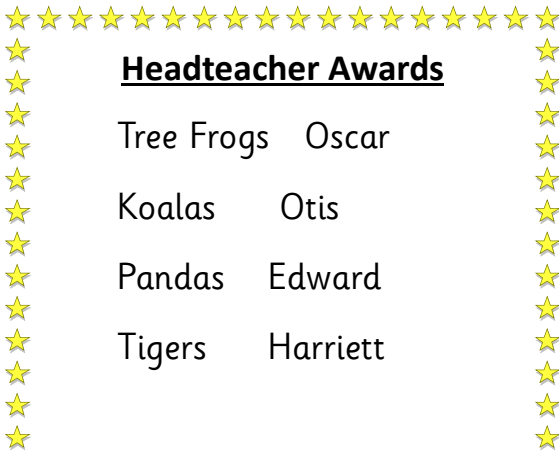 Headteacher Awards
Tree Frogs Oscar
Koalas Otis
Pandas Edward
Tigers Harriett